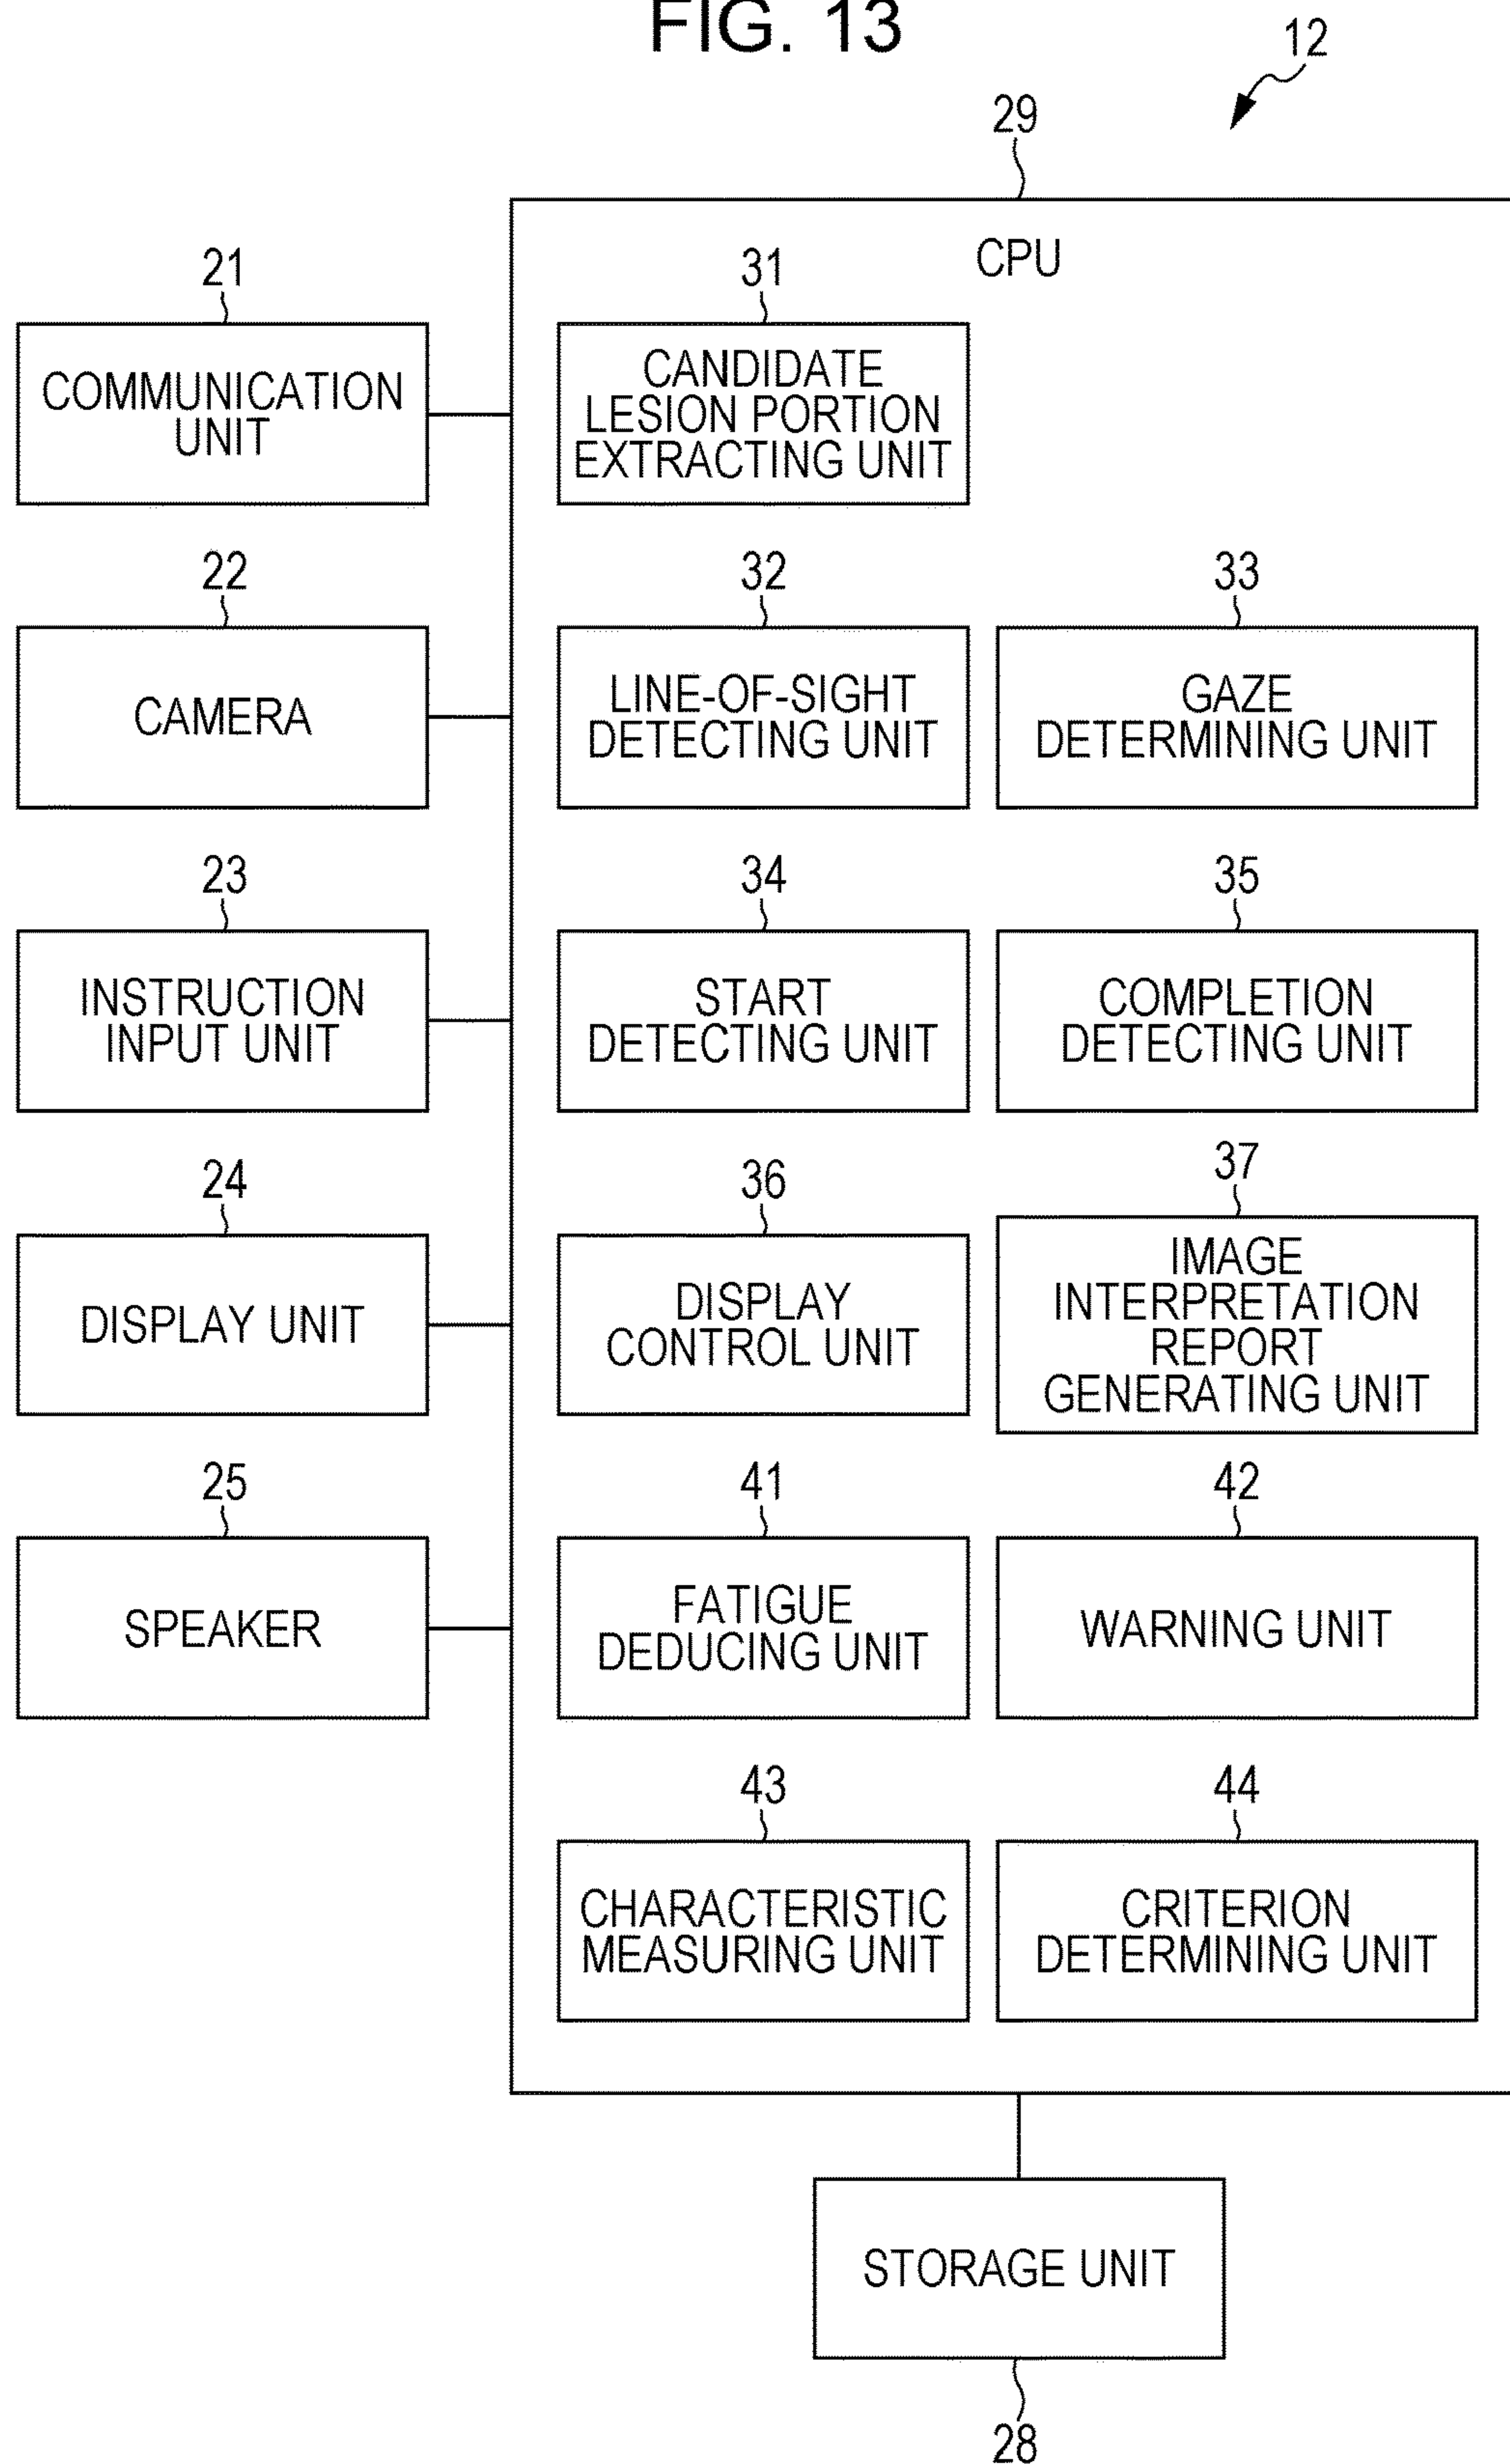 FIG. 13
12
29
CPU
21
COMMUNICATION
UNIT
31
CANDIDATE
LESION PORTION
EXTRACTING UNIT
22
CAMERA
32
LINE-OF-SIGHT
DETECTING UNIT
33
GAZE
DETERMINING UNIT
23
INSTRUCTION
INPUT UNIT
34
START
DETECTING UNIT
35
COMPLETION
DETECTING UNIT
24
DISPLAY UNIT
36
DISPLAY
CONTROL UNIT
37
IMAGE
INTERPRETATION
REPORT
GENERATING UNIT
25
SPEAKER
41
FATIGUE
DEDUCING UNIT
42
WARNING UNIT
43
CHARACTERISTIC
MEASURING UNIT
44
CRITERION
DETERMINING UNIT
STORAGE UNIT
28